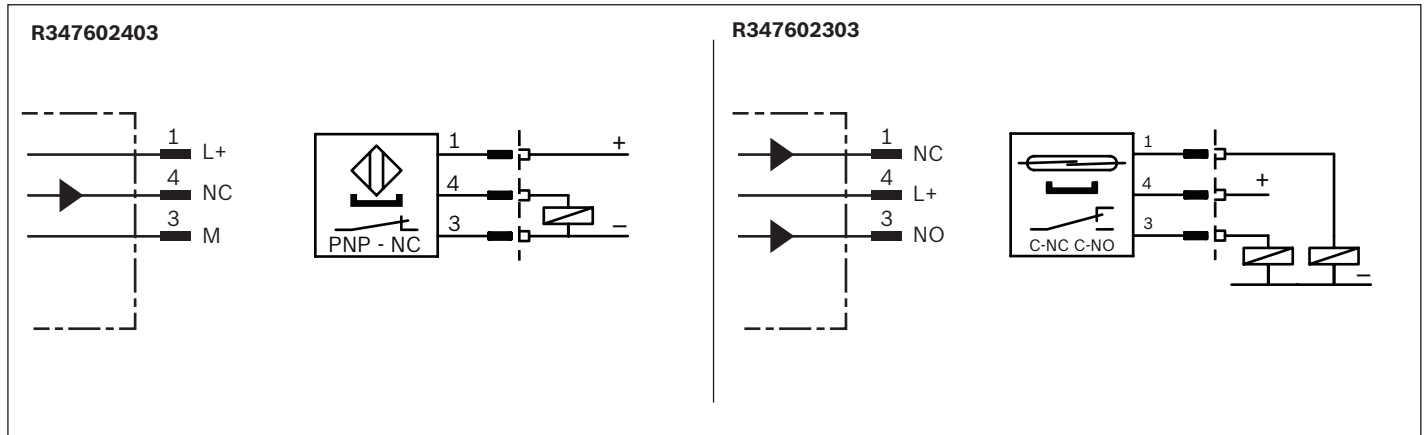 R347602403
1 L+
4 NC
3 M
1 +
4
3 −
PNP - NC
R347602303
1 NC
4 L+
3 NO
1
4 +
3
C-NC C-NO
−